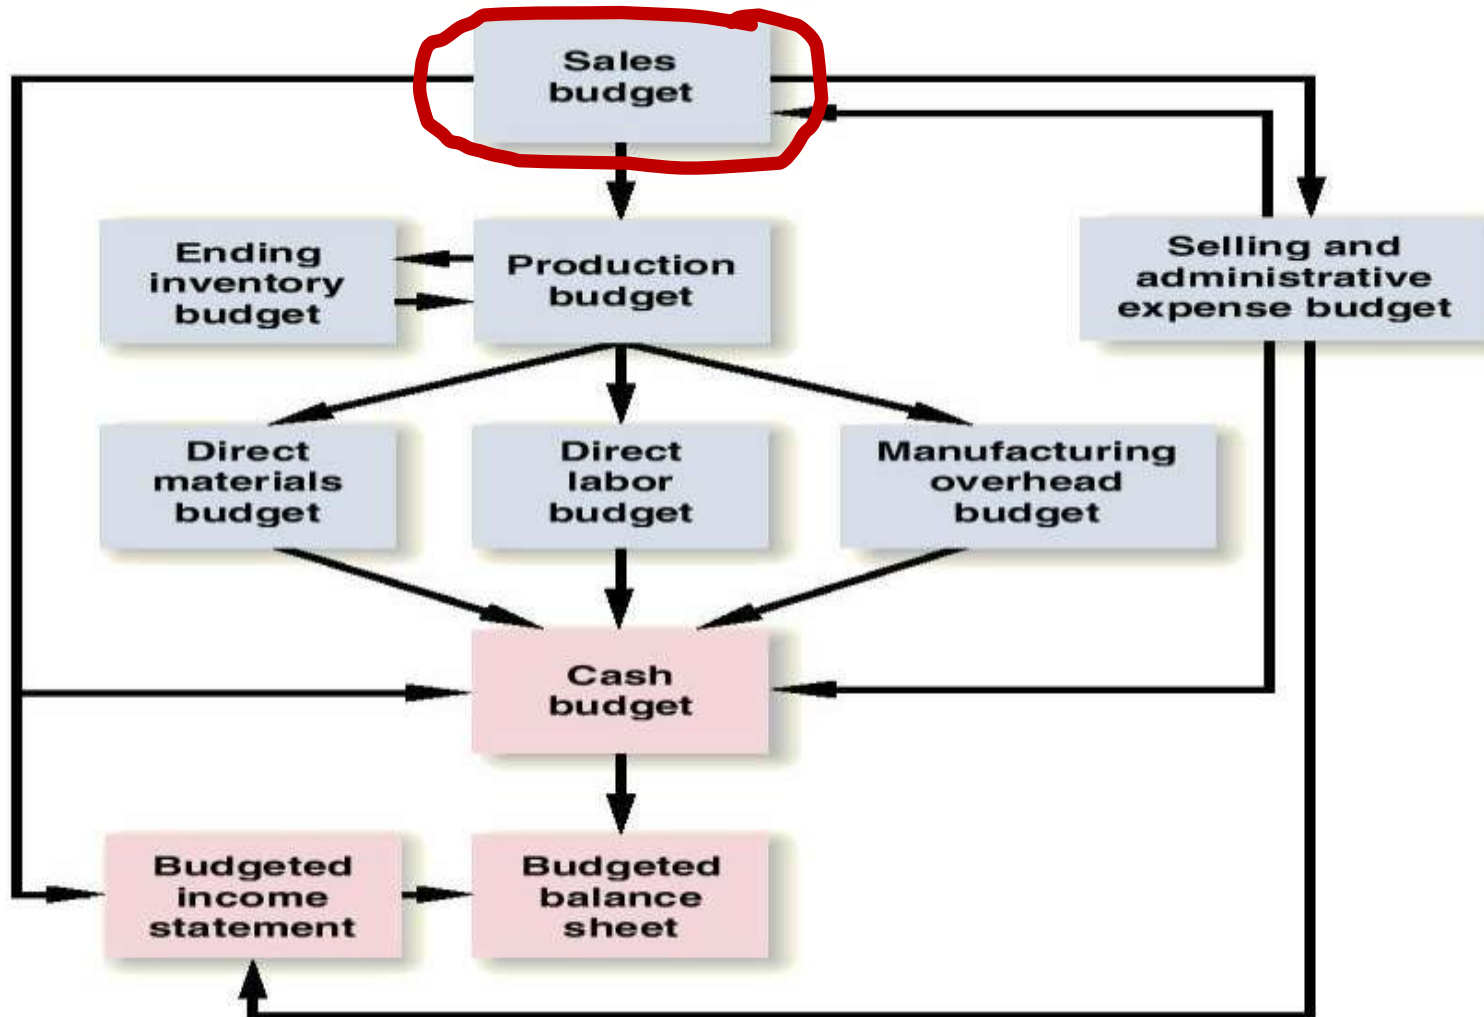 Sales
budget
Ending
inventory
budget
Production
budget
Selling and
administrative
expense budget
Direct
materials
budget
Direct
labor
budget
Manufacturing
overhead
budget
Cash
budget
Budgeted
income
statement
Budgeted
balance
sheet